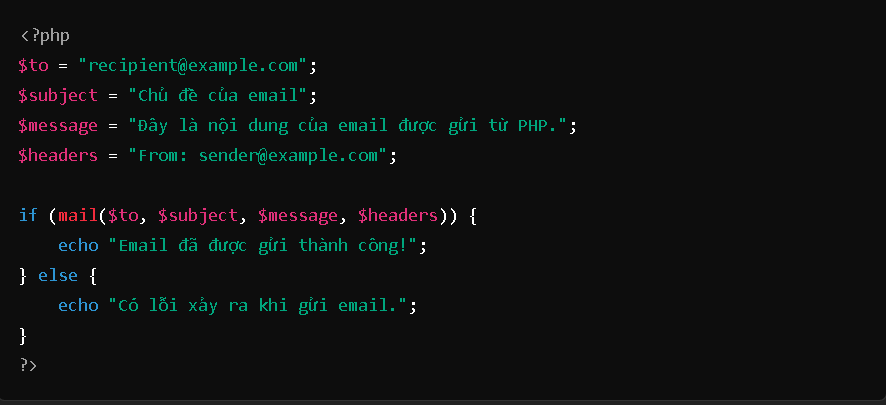 <?php
$to = "recipient@example.com";
$subject = "Chủ đề của email";
$message = "Đây là nội dung của email được gửi từ PHP.";
$headers = "From: sender@example.com";
if (mail($to, $subject, $message, $headers)) {
echo "Email đã được gửi thành công!";
} else {
echo "Có lỗi xảy ra khi gửi email.";
}
?>